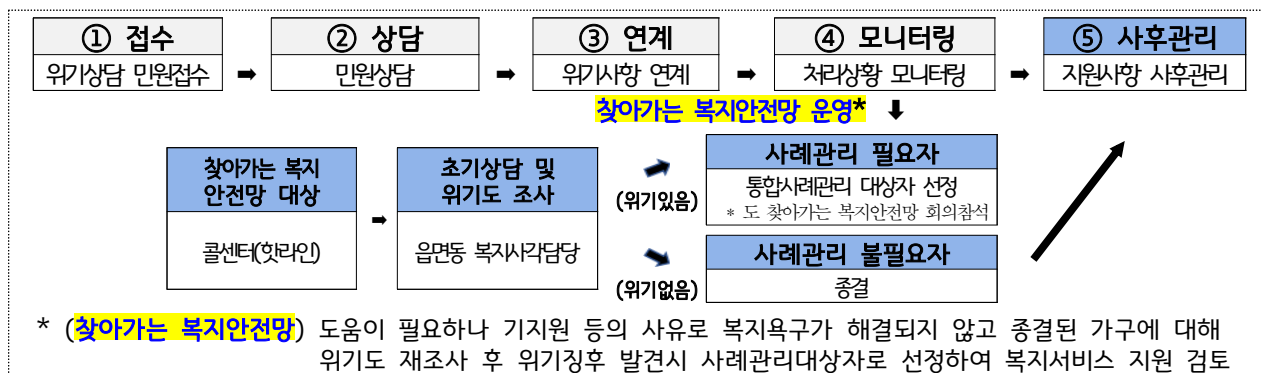 ① 접수
위기상담 민원접수
➡
② 상담
민원상담
➡
③ 연계
위기사항 연계
➡
④ 모니터링
처리상황 모니터링
➡
⑤ 사후관리
지원사항 사후관리
찾아가는 복지안전망 운영* ⬇
찾아가는 복지
안전망 대상
콜센터(핫라인)
➡
초기상담 및
위기도 조사
읍면동 복지사각담당
(위기있음)
사례관리 필요자
통합사례관리 대상자 선정
* 도 찾아가는 복지안전망 회의참석
(위기없음)
사례관리 불필요자
종결
* (찾아가는 복지안전망) 도움이 필요하나 기지원 등의 사유로 복지욕구가 해결되지 않고 종결된 가구에 대해
위기도 재조사 후 위기징후 발견시 사례관리대상자로 선정하여 복지서비스 지원 검토